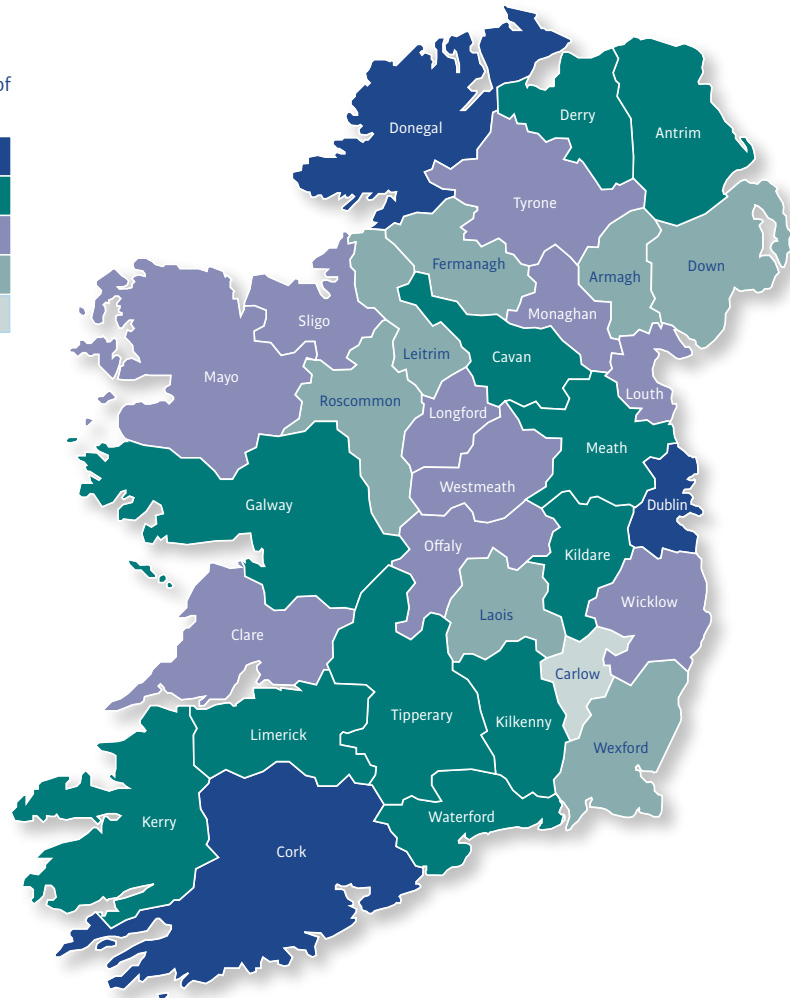 of
Donegal
Derry
Antrim
Tyrone
Fermanagh
Armagh
Down
Monaghan
Sligo
Leitrim
Cavan
Mayo
Roscommon
Longford
Louth
Meath
Westmeath
Galway
Dublin
Offaly
Kildare
Wicklow
Laois
Clare
Carlow
Tipperary
Kilkenny
Limerick
Wexford
Waterford
Kerry
Cork